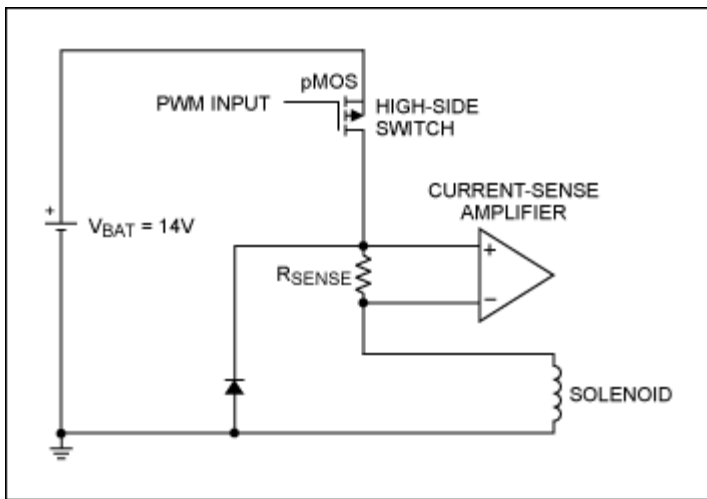 pMOS
PWM INPUT
HIGH-SIDE
SWITCH
CURRENT-SENSE
AMPLIFIER
+
VBAT = 14V
RSENSE
+
−
SOLENOID